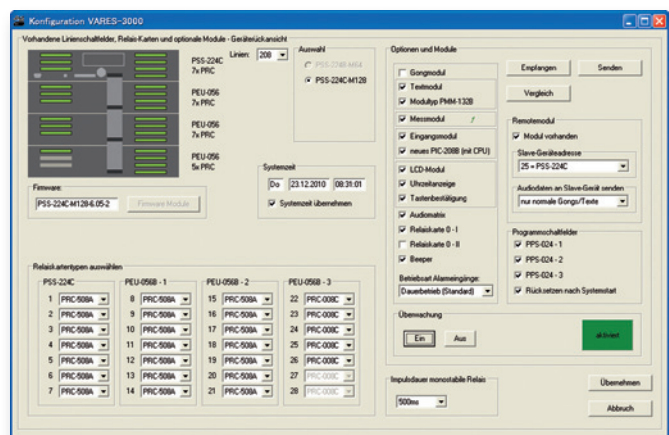 Konfiguration VARES-3000
Vorhandene Linienschaltfelder, Relais-Karten und optionale Module - Geräterückansicht
PSS-224C
7x PRC
PEU-056
7x PRC
PEU-056
7x PRC
PEU-056
5x PRC
Linien: 208
Auswahl
PSS-224B-M64
PSS-224C-M128
Firmware:
PSS-224C-M128-6.05-2
Firmware Module
Systemzeit
Do 23.12.2010 08:31:01
Systemzeit übernehmen
Relaiskartentypen auswählen
PSS-224C
1 PRC-508A
2 PRC-508A
3 PRC-508A
4 PRC-508A
5 PRC-508A
6 PRC-508A
7 PRC-508A
PEU-056B - 1
8 PRC-508A
9 PRC-508A
10 PRC-508A
11 PRC-508A
12 PRC-508A
13 PRC-508A
14 PRC-508A
PEU-056B - 2
15 PRC-508A
16 PRC-508A
17 PRC-508A
18 PRC-508A
19 PRC-508A
20 PRC-508A
21 PRC-508A
PEU-056B - 3
22 PRC-008C
23 PRC-008C
24 PRC-008C
25 PRC-008C
26 PRC-008C
27 PRC-008C
28 PRC-008C
Optionen und Module
Gongmodul
Textmodul
Modultyp PMM-132B
Messmodul
Eingangsmodul
neues PIC-208B (mit CPU)
LCD-Modul
Uhrzeitanzeige
Tastenbestätigung
Audiomatrix
Relaiskarte 0 - I
Relaiskarte 0 - II
Beeper
Betriebsart Alarmeingänge:
Dauerbetrieb (Standard)
Empfangen
Senden
Vergleich
Remotemodul
Modul vorhanden
Slave-Geräteadresse
25 = PSS-224C
Audiodaten an Slave-Gerät senden
nur normale Gongs/Texte
Programmschaltfelder
PPS-024 - 1
PPS-024 - 2
PPS-024 - 3
Rücksetzen nach Systemstart
Überwachung
Ein
Aus
aktiviert
Impulsdauer monostabile Relais
500ms
Übernehmen
Abbruch